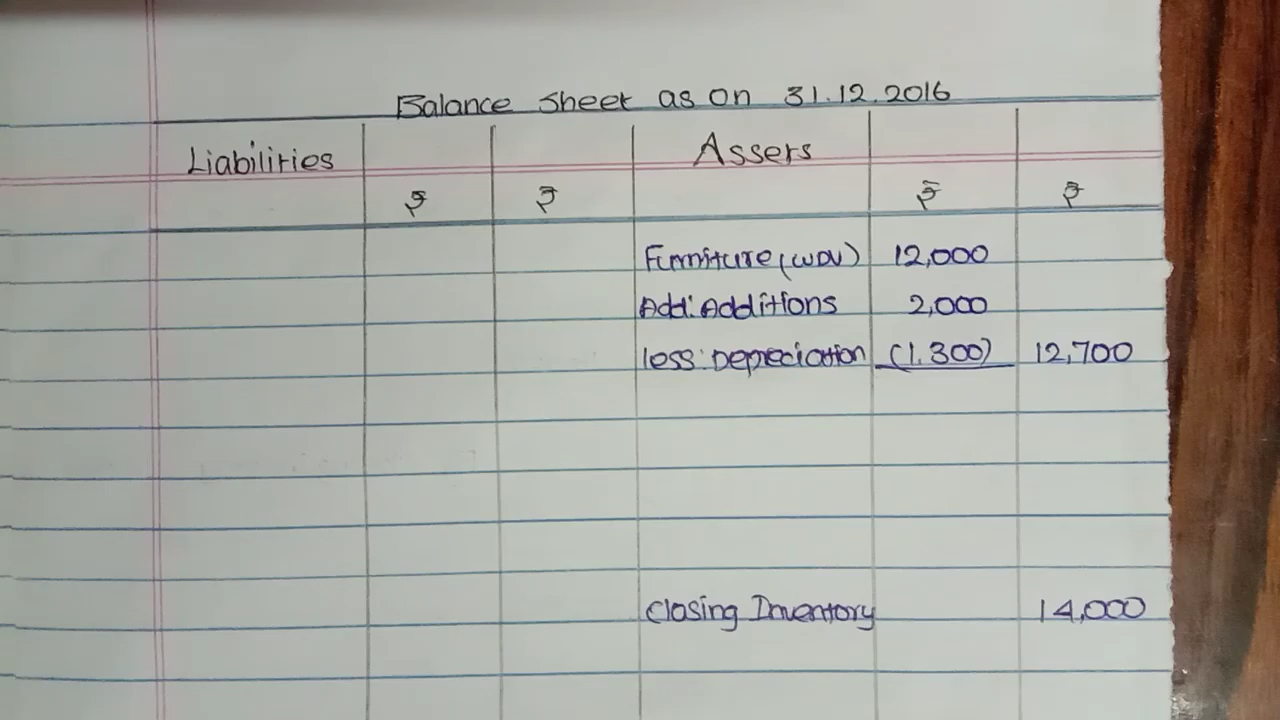 Balance Sheet as on 31.12.2016
Liabilities Assets
₹ ₹ ₹ ₹
Furniture (WDV) 12,000
Add: Additions 2,000
less: Depreciation (1,300) 12,700
Closing Inventory 14,000